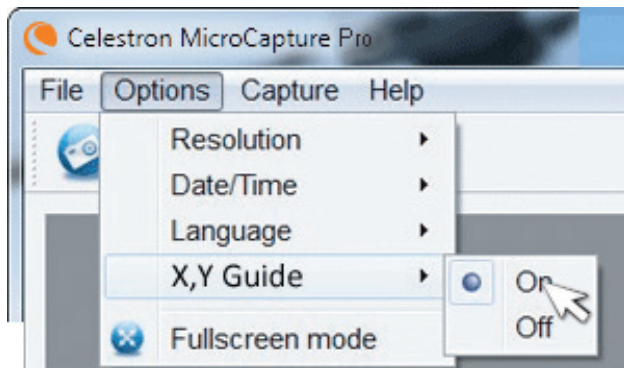 Celestron MicroCapture Pro
File Options Capture Help
Resolution
Date/Time
Language
X,Y Guide
On
Off
Fullscreen mode